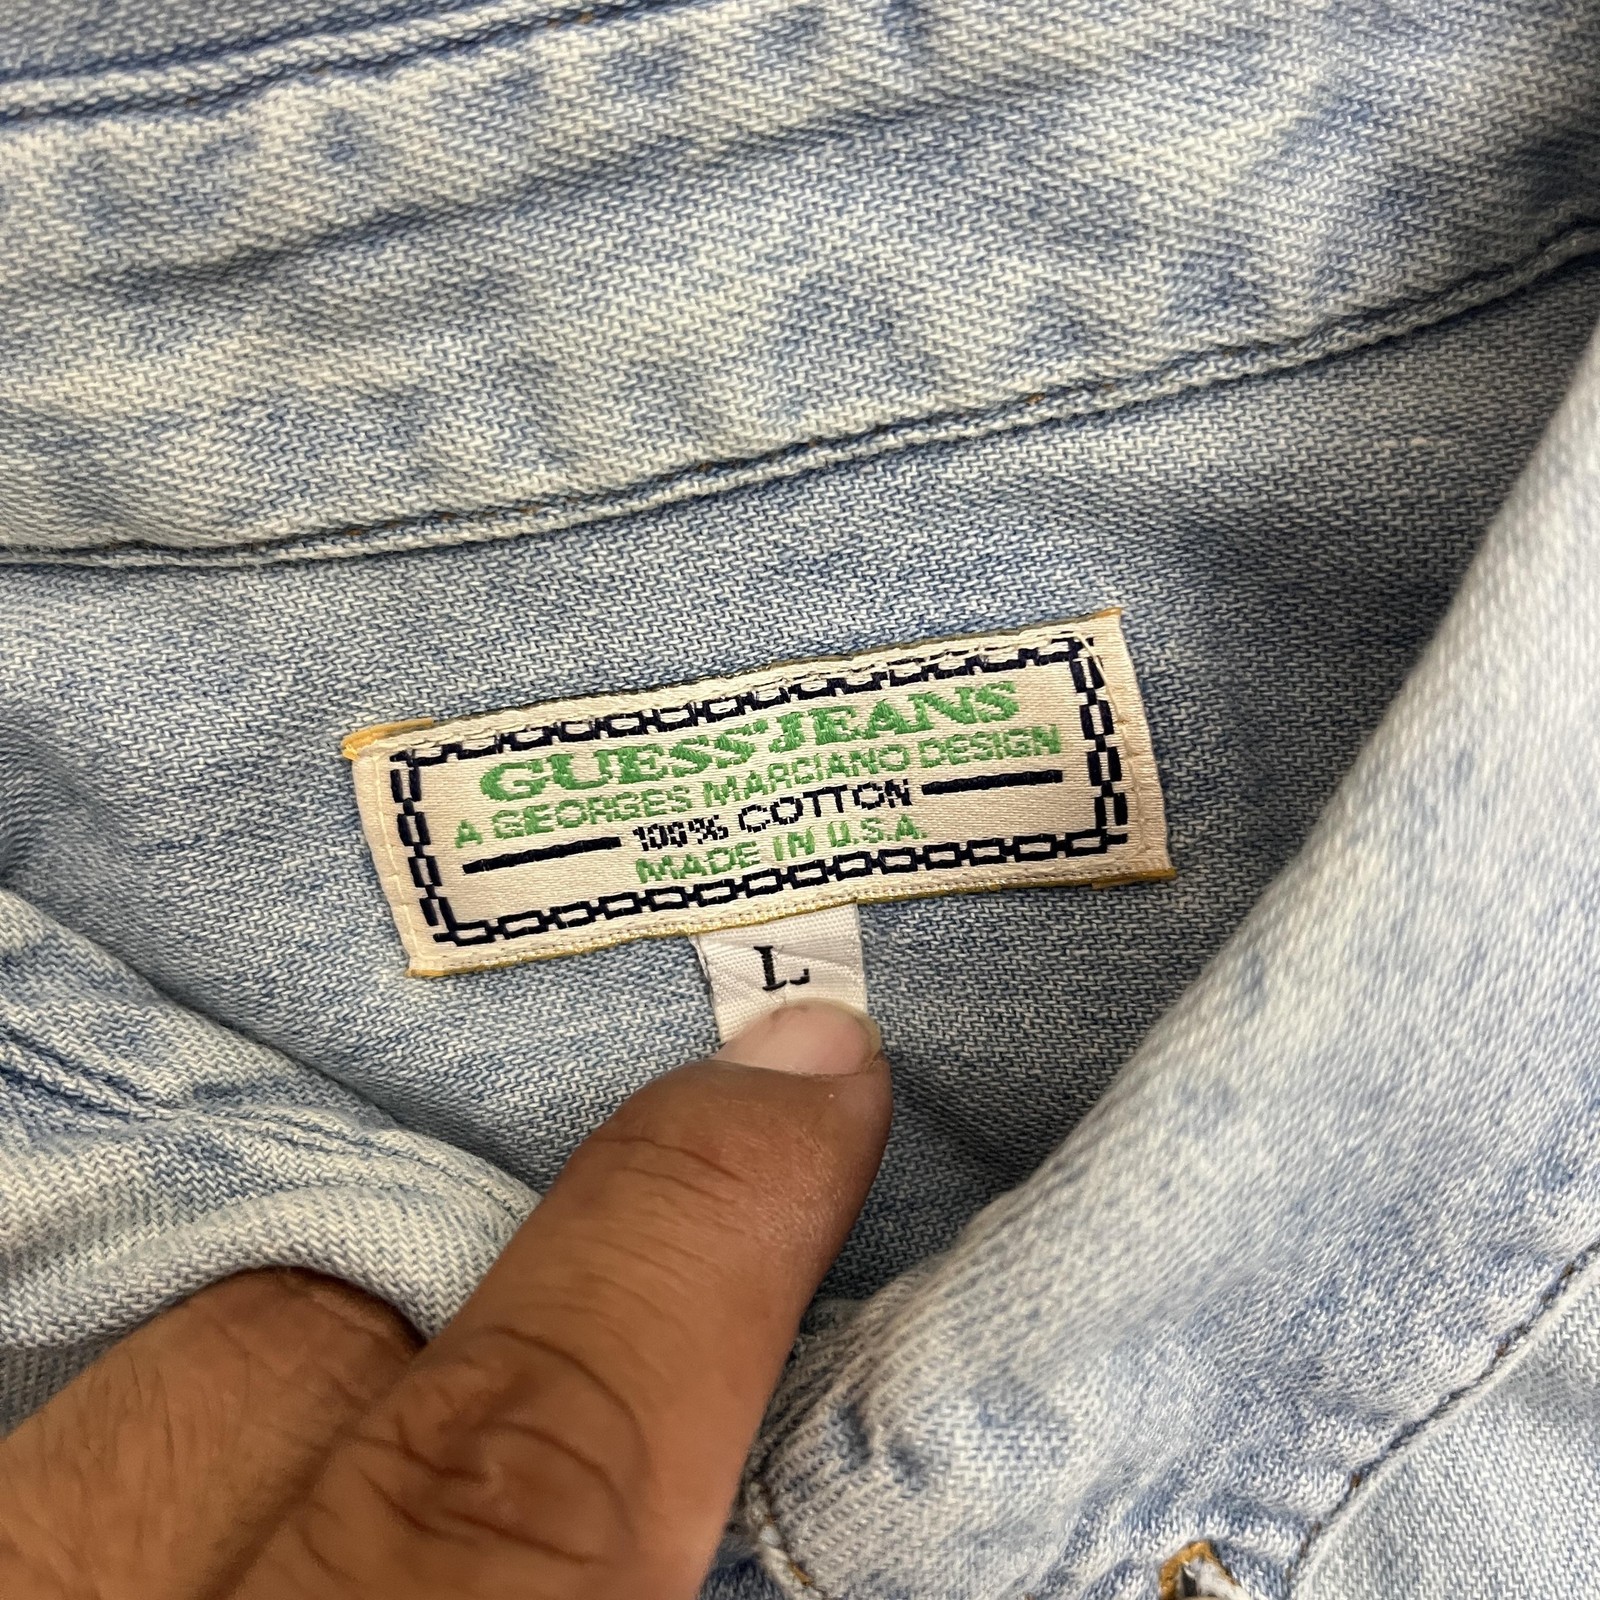 GUESS JEANS
A GEORGES MARCIANO DESIGN
100% COTTON
MADE IN U.S.A.
L